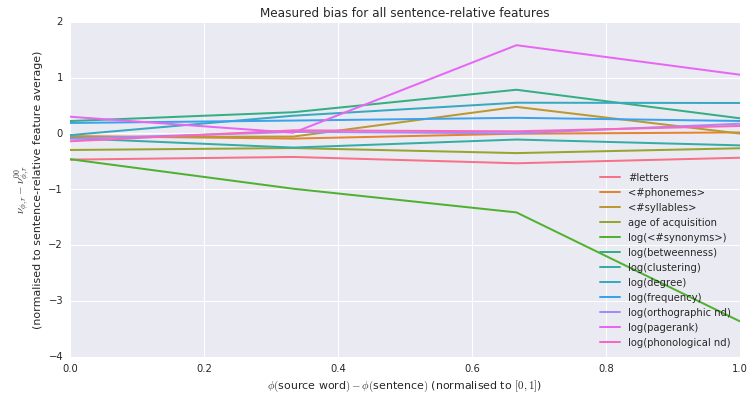 Measured bias for all sentence-relative features
2
1
0
−1
−2
−3
−4
ν_{ϕ,r} − ν^{00}_{ϕ,r}
(normalised to sentence-relative feature average)
#letters
<#phonemes>
<#syllables>
age of acquisition
log(<#synonyms>)
log(betweenness)
log(clustering)
log(degree)
log(frequency)
log(orthographic nd)
log(pagerank)
log(phonological nd)
0.0 0.2 0.4 0.6 0.8 1.0
ϕ(source word) − ϕ(sentence) (normalised to [0, 1])